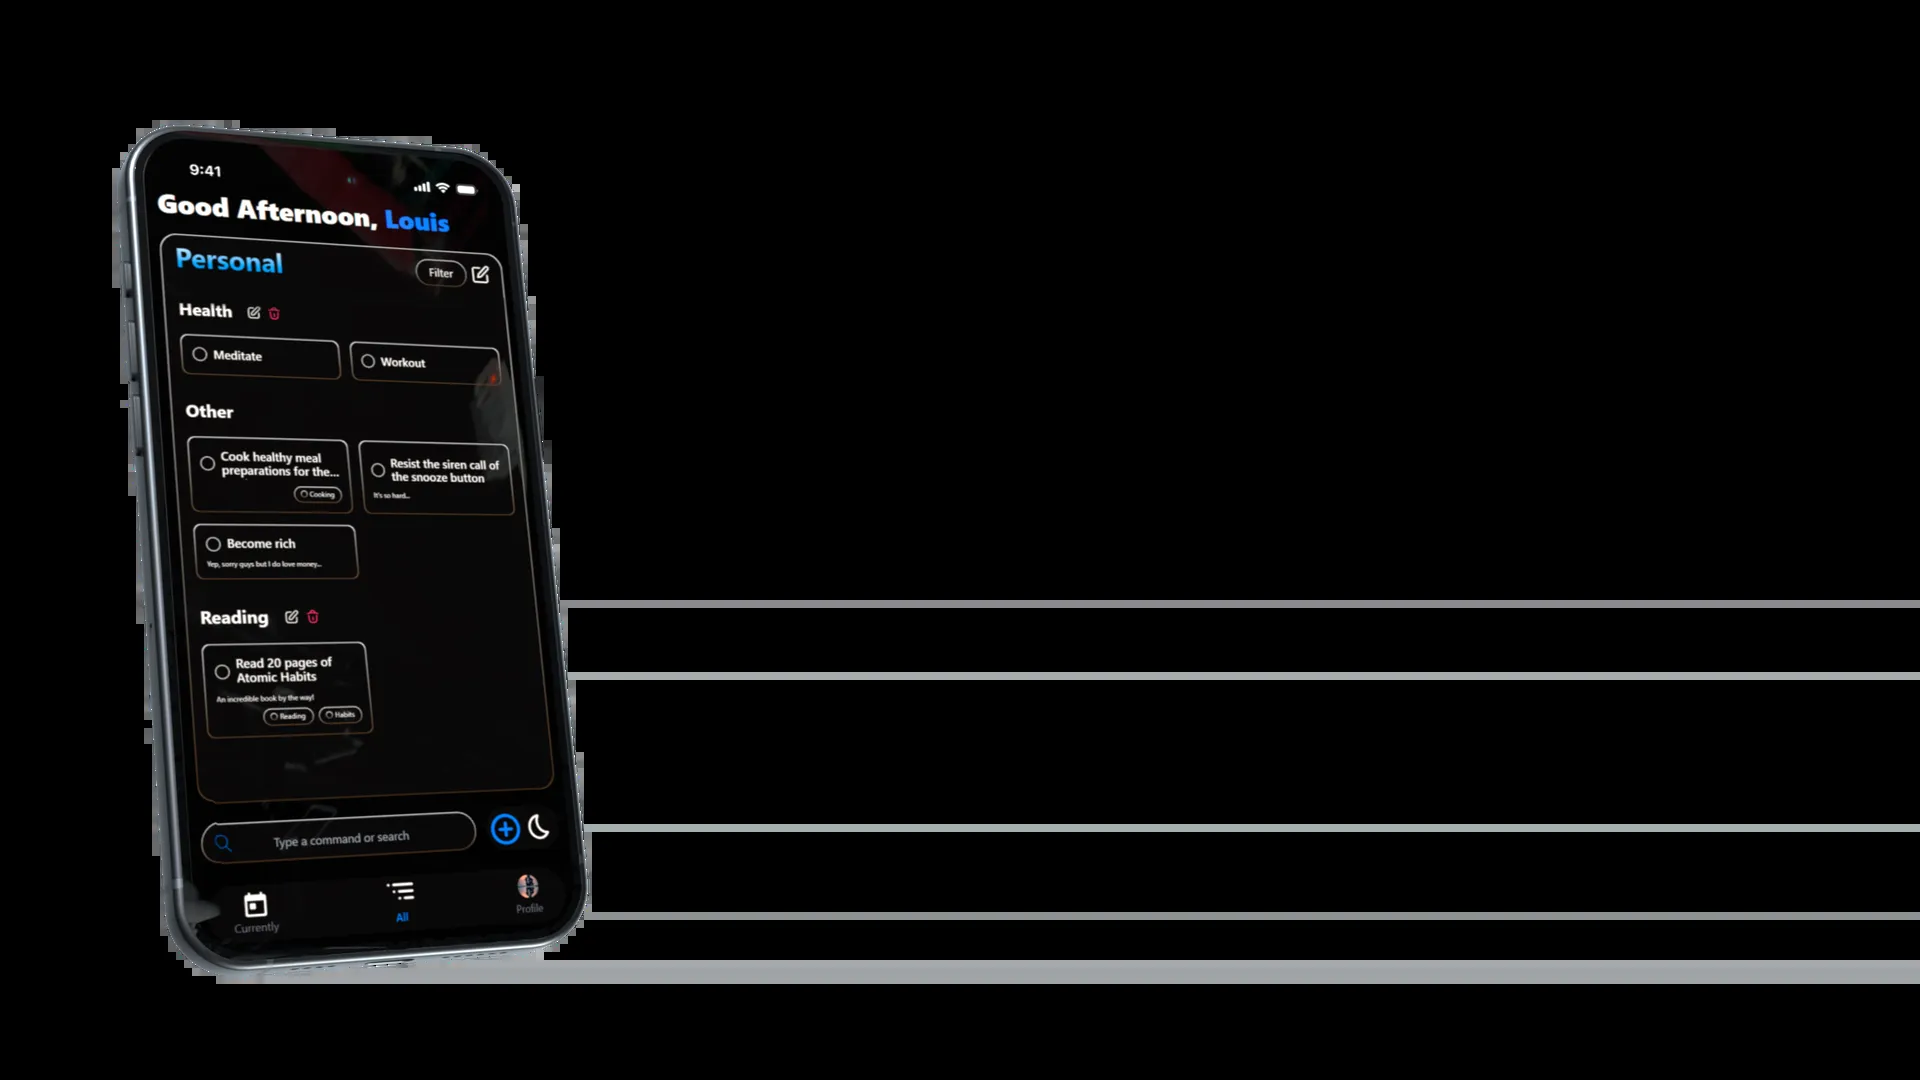 9:41
Good Afternoon, Louis
Personal
Filter
Health
Meditate
Workout
Other
Cook healthy meal
preparations for the...
Cooking
Resist the siren call of
the snooze button
It's so hard...
Become rich
Yep, sorry guys but I do love money...
Reading
Read 20 pages of
Atomic Habits
An incredible book by the way!
Reading
Habits
Type a command or search
Currently
All
Profile